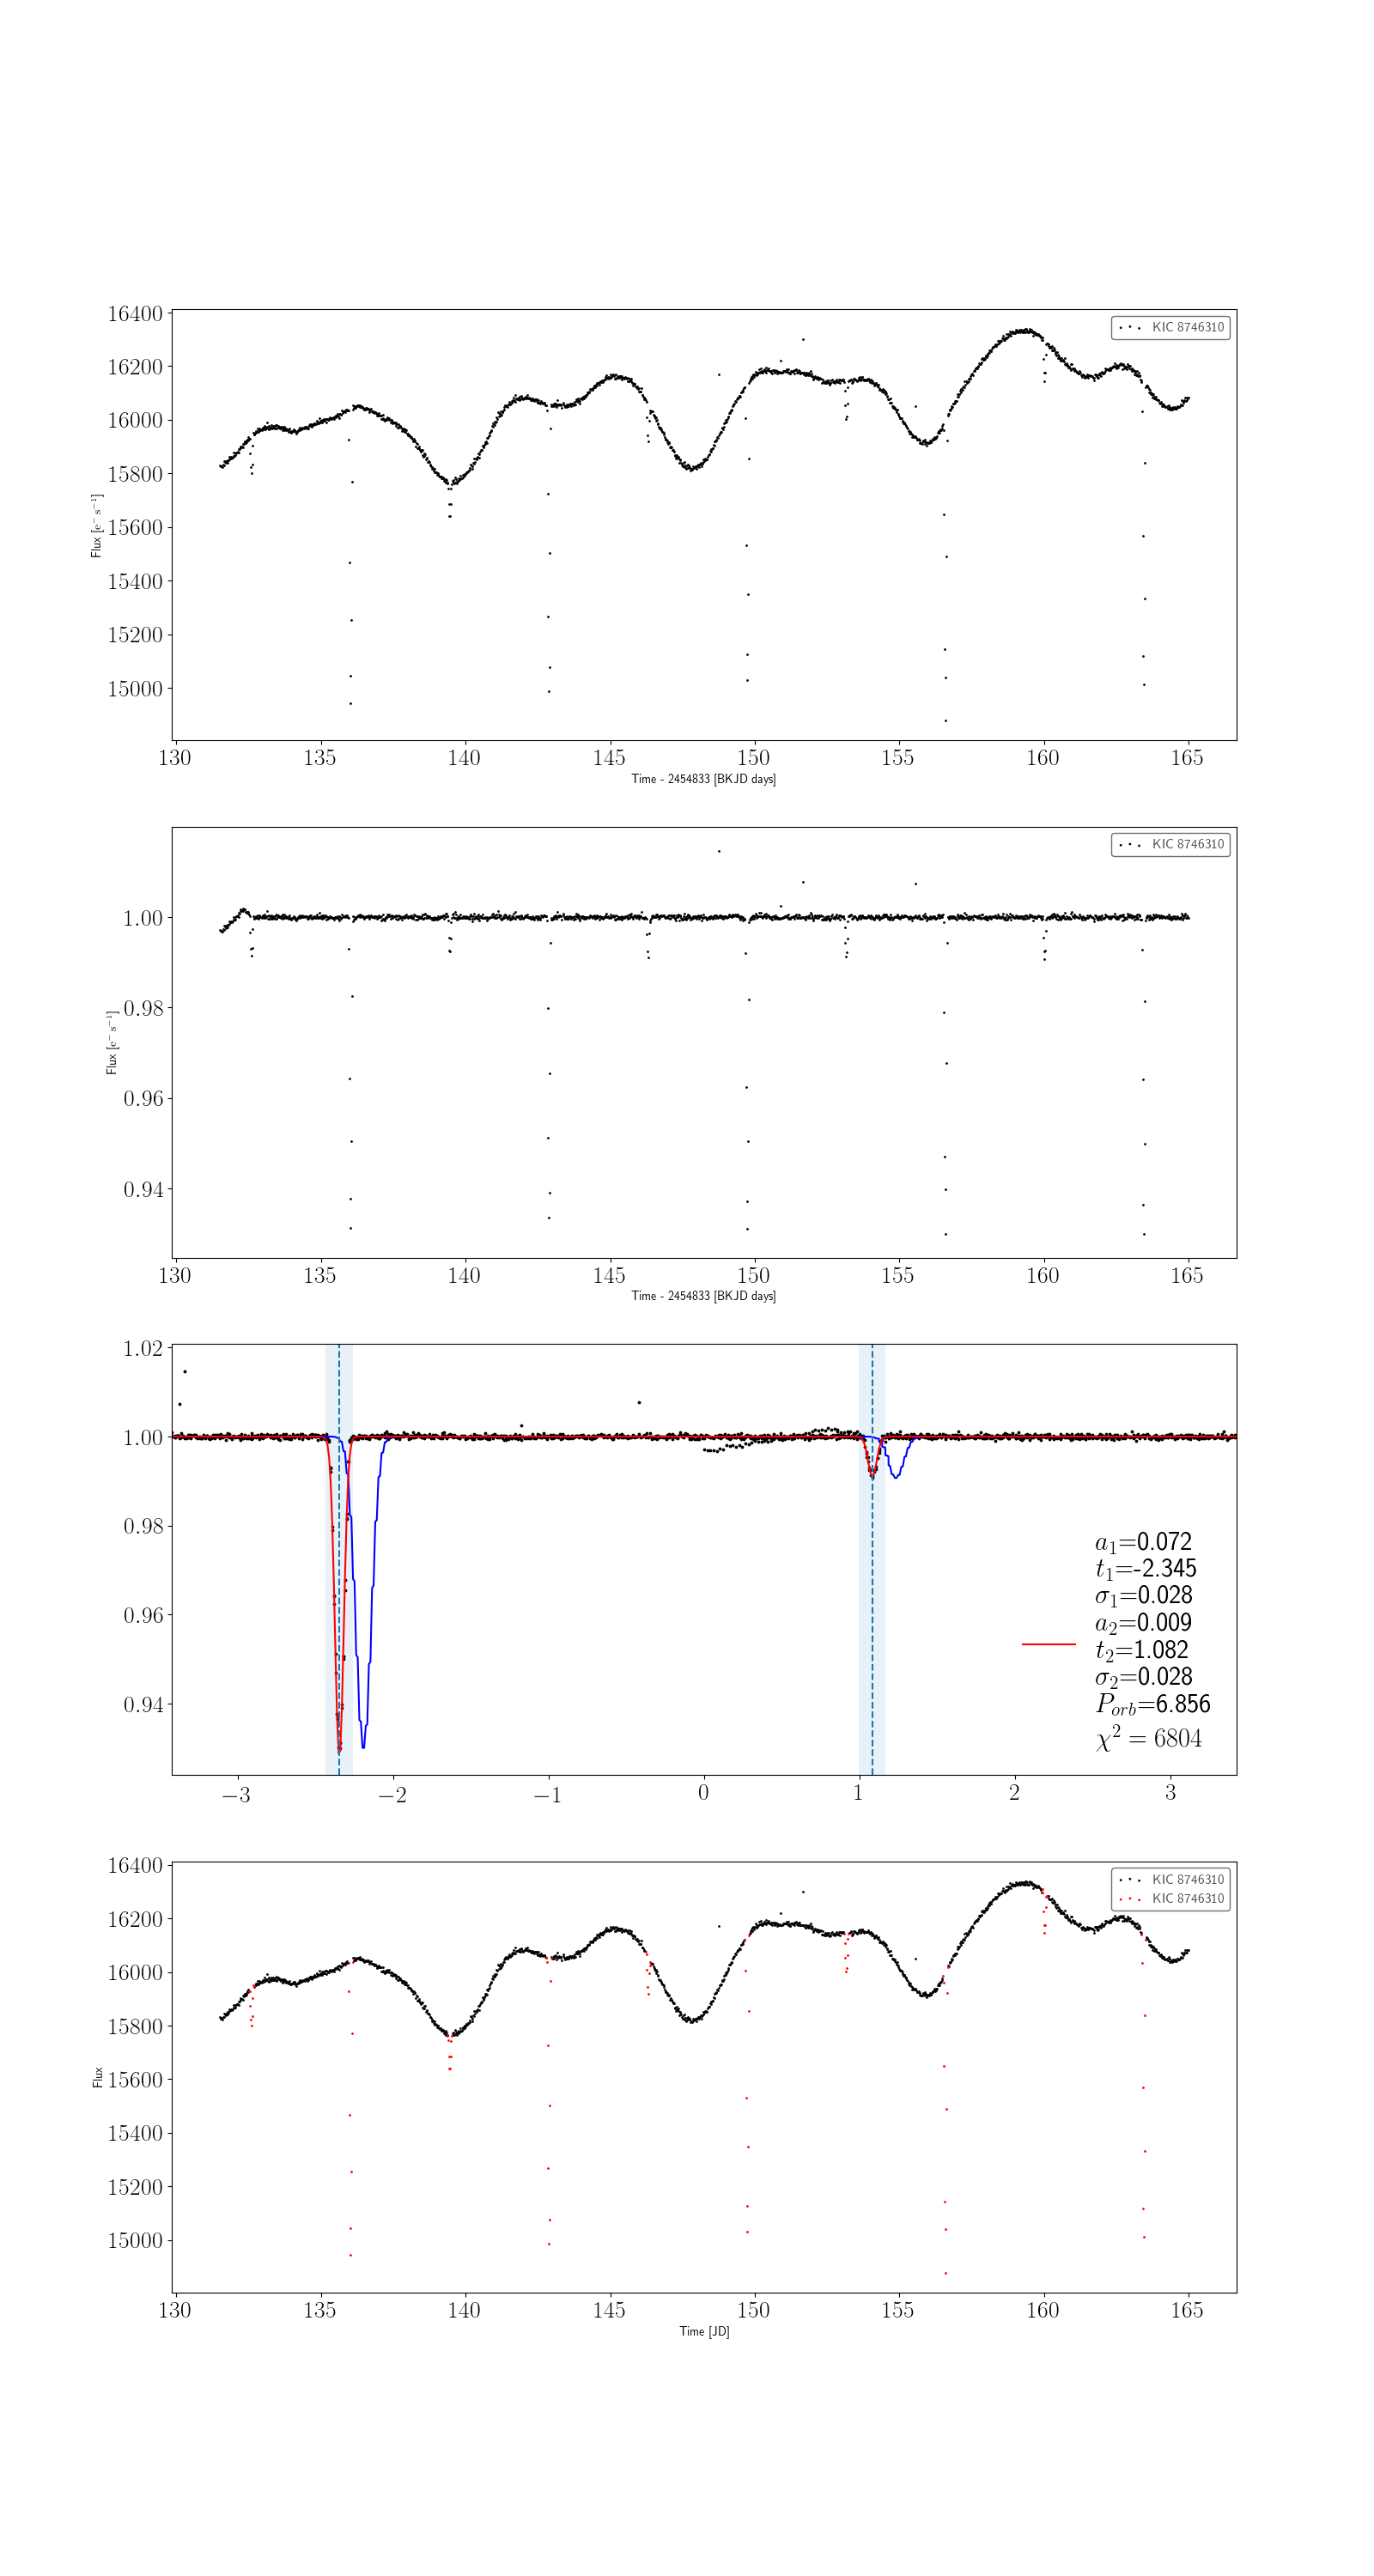 16400
16200
16000
15800
15600
15400
15200
15000
Flux [e⁻ s⁻¹]
KIC 8746310
130 135 140 145 150 155 160 165
Time - 2454833 [BKJD days]
1.00
0.98
0.96
0.94
Flux [e⁻ s⁻¹]
KIC 8746310
130 135 140 145 150 155 160 165
Time - 2454833 [BKJD days]
1.02
1.00
0.98
0.96
0.94
a₁=0.072
t₁=-2.345
σ₁=0.028
a₂=0.009
t₂=1.082
σ₂=0.028
P_orb=6.856
χ² = 6804
−3 −2 −1 0 1 2 3
16400
16200
16000
15800
15600
15400
15200
15000
Flux
KIC 8746310
KIC 8746310
130 135 140 145 150 155 160 165
Time [JD]